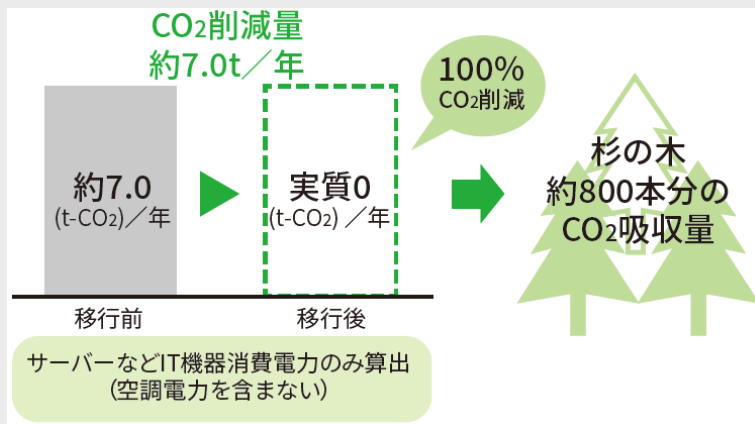 CO2削減量
約7.0t／年
100%
CO2削減
約7.0
(t-CO2)／年
実質0
(t-CO2) ／年
杉の木
約800本分の
CO2吸収量
移行前
移行後
サーバーなどIT機器消費電力のみ算出
（空調電力を含まない）